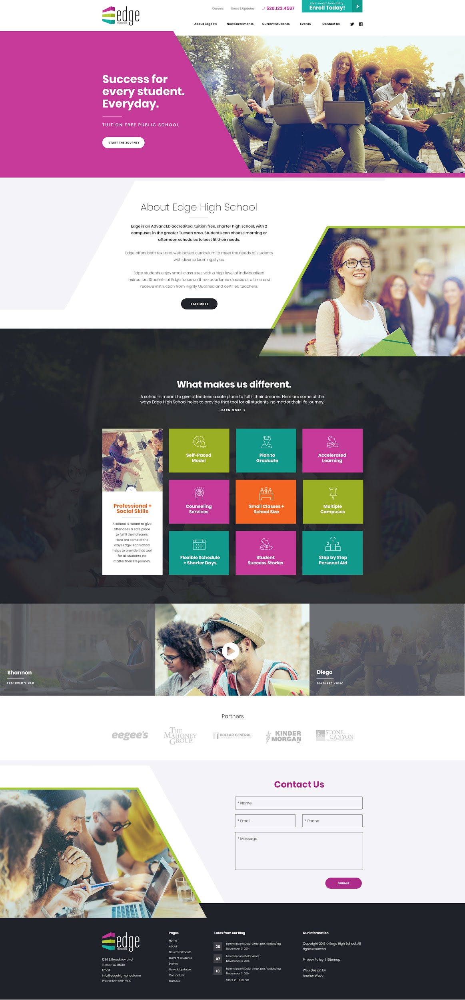 edge
HIGH SCHOOL
Careers
News & Updates
520.123.4567
Year-round Availability
Enroll Today!
About Edge HS
New Enrollments
Current Students
Events
Contact Us
Success for
every student.
Everyday.
TUITION FREE PUBLIC SCHOOL
START THE JOURNEY
About Edge High School
Edge is an AdvancED accredited, tuition free, charter high school, with 2
campuses in the greater Tucson area. Students can choose morning or
afternoon schedules to best fit their needs.
Edge offers both text and web based curriculum to meet the needs of students
with diverse learning styles.
Edge students enjoy small class sizes with a high level of individualized
instruction. Students at Edge focus on three academic classes at a time and
receive instruction from Highly Qualified and certified teachers.
READ MORE
What makes us different.
A school is meant to give attendees a safe place to fulfill their dreams. Here are some of the
ways Edge High School helps to provide that tool for all students, no matter their life journey.
LEARN MORE
Professional +
Social Skills
A school is meant to give
attendees a safe place
to fulfill their dreams.
Here are some of the
ways Edge High School
helps to provide that tool
for all students, no
matter their life journey.
Self-Paced
Model
Plan to
Graduate
Accelerated
Learning
Counseling
Services
Small Classes +
School Size
Multiple
Campuses
Flexible Schedule
+ Shorter Days
Student
Success Stories
1
2 3
Step by Step
Personal Aid
Shannon
FEATURED VIDEO
Diego
FEATURED VIDEO
Partners
eegee's
THE
MAHONEY
GROUP
DOLLAR GENERAL
LITERACY FOUNDATION
KINDER
MORGAN
INC.
STONE
CANYON
COMMUNITY FOUNDATION
Contact Us
* Name
* Email
* Phone
* Message
SUBMIT
edge
HIGH SCHOOL
1234 E. Broadway blvd.
Tucson AZ 85710
Email:
info@edgehighschool.com
Phone: 123-456-7890
Pages
Home
About
New Enrollments
Current Students
Events
News & Updates
Contact Us
Careers
Lates from our Blog
20
Lorem Ipsum Dolor Amet pro Adcipscing
November 3, 2014
07
Lorem Ipsum Dolor Amet
November 3, 2014
18
Lorem Ipsum Dolor Amet pro Adcipscing
November 3, 2014
VISIT OUR BLOG
Our information
Copyright 2018 © Edge High School. All
rights reserved.
Privacy Policy | Sitemap
Web Design by
Anchor Wave